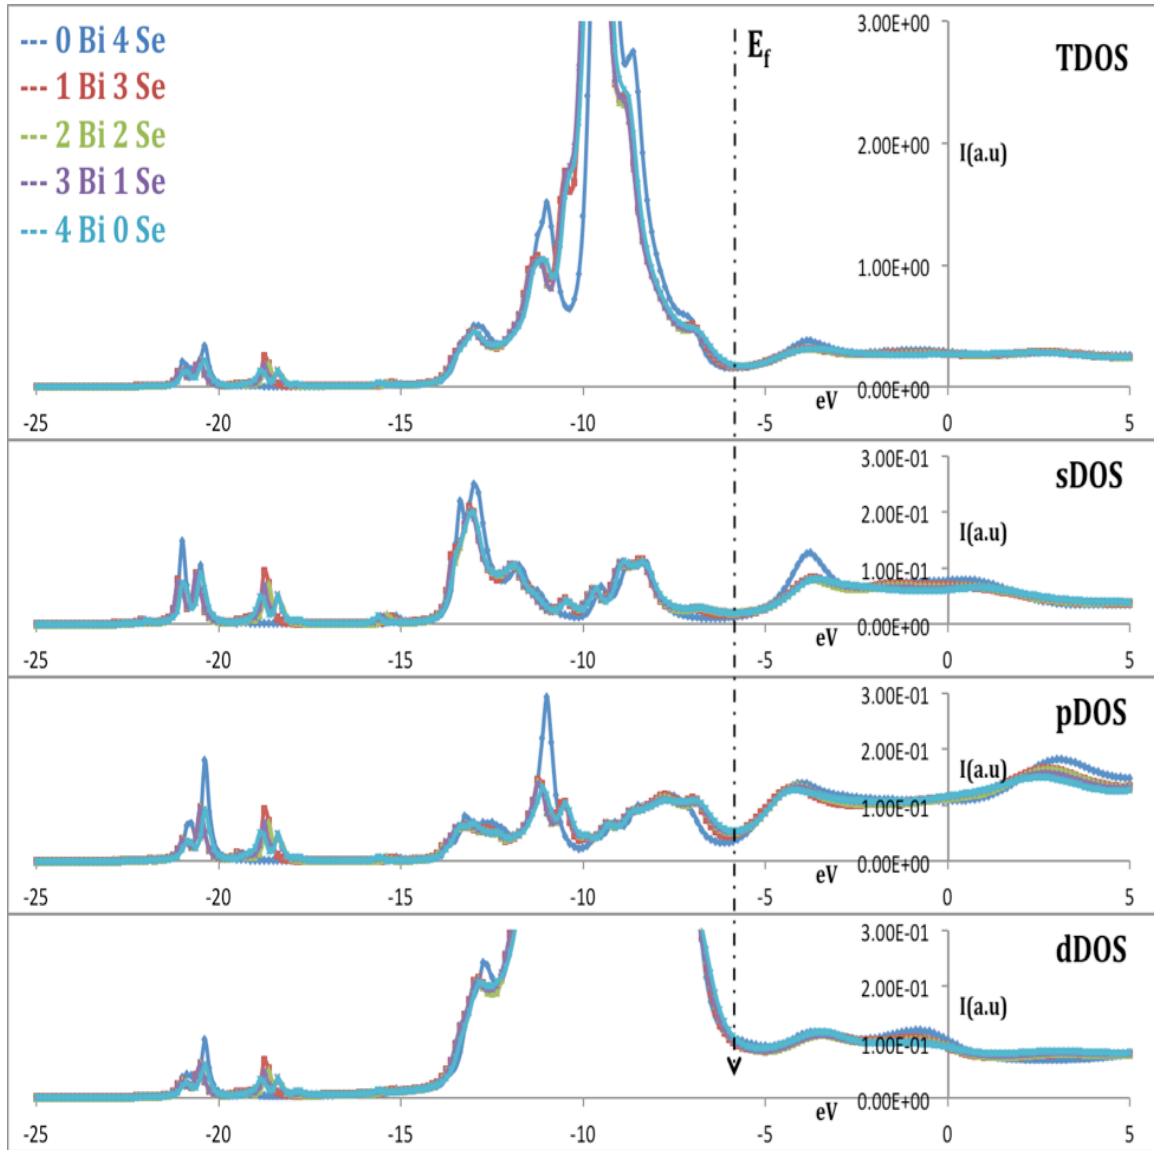 --- 0 Bi 4 Se
--- 1 Bi 3 Se
--- 2 Bi 2 Se
--- 3 Bi 1 Se
--- 4 Bi 0 Se
Ef
TDOS
3.00E+00
I(a.u)
2.00E+00
1.00E+00
0.00E+00
eV
-25 -20 -15 -10 -5 0 5
sDOS
3.00E-01
2.00E-01
I(a.u)
1.00E-01
0.00E+00
eV
-25 -20 -15 -10 -5 0 5
pDOS
3.00E-01
2.00E-01
I(a.u)
1.00E-01
0.00E+00
eV
-25 -20 -15 -10 -5 0 5
dDOS
3.00E-01
2.00E-01
I(a.u)
1.00E-01
0.00E+00
eV
-25 -20 -15 -10 -5 0 5